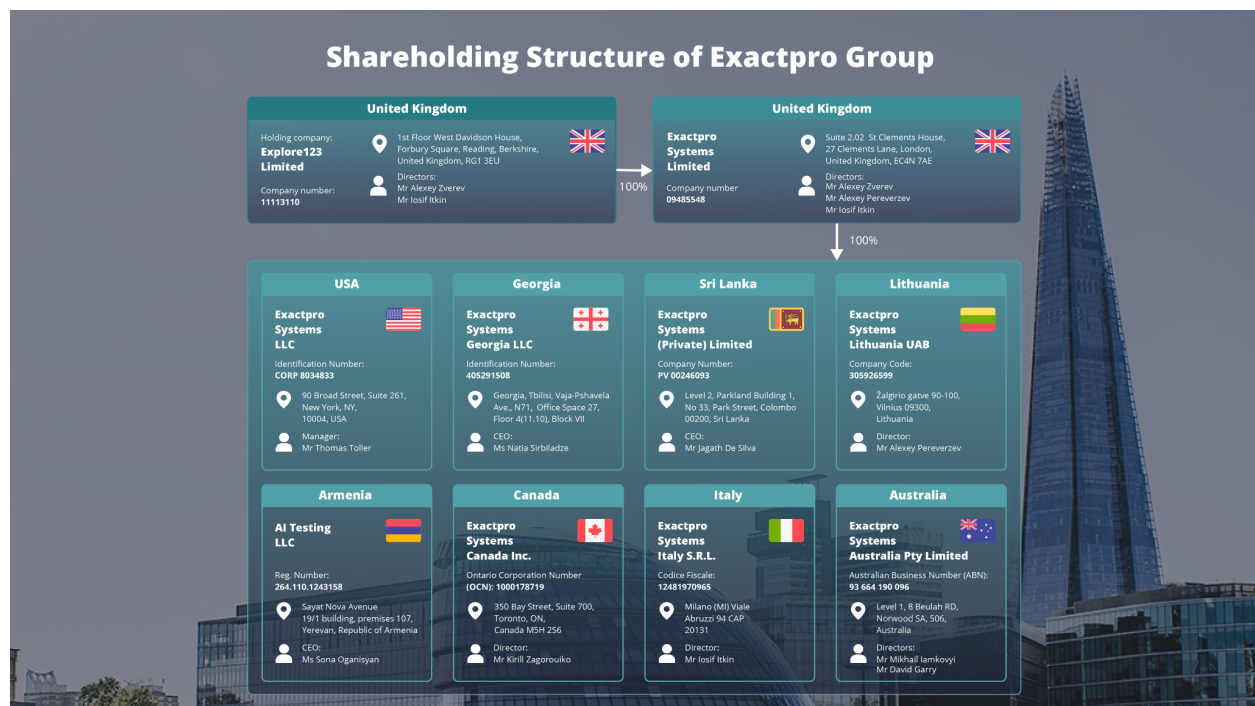 Shareholding Structure of Exactpro Group
United Kingdom
Holding company:
Explore123
Limited
Company number:
11113110
1st Floor West Davidson House,
Forbury Square, Reading, Berkshire,
United Kingdom, RG1 3EU
Directors:
Mr Alexey Zverev
Mr Iosif Itkin
100%
United Kingdom
Exactpro
Systems
Limited
Company number
09485548
Suite 2.02 St Clements House,
27 Clements Lane, London,
United Kingdom, EC4N 7AE
Directors:
Mr Alexey Zverev
Mr Alexey Pereverzev
Mr Iosif Itkin
100%
USA
Exactpro
Systems
LLC
Identification Number:
CORP 8034833
90 Broad Street, Suite 261,
New York, NY,
10004, USA
Manager:
Mr Thomas Toller
Georgia
Exactpro
Systems
Georgia LLC
Identification Number:
405291508
Georgia, Tbilisi, Vaja-Pshavela
Ave., N71, Office Space 27,
Floor 4(11.10), Block VII
CEO:
Ms Natia Sirbiladze
Sri Lanka
Exactpro
Systems
(Private) Limited
Company Number:
PV 00246093
Level 2, Parkland Building 1,
No 33, Park Street, Colombo
00200, Sri Lanka
CEO:
Mr Jagath De Silva
Lithuania
Exactpro
Systems
Lithuania UAB
Company Code:
305926599
Žalgirio gatve 90-100,
Vilnius 09300,
Lithuania
Director:
Mr Alexey Pereverzev
Armenia
AI Testing
LLC
Reg. Number:
264.110.1243158
Sayat Nova Avenue
19/1 building, premises 107,
Yerevan, Republic of Armenia
CEO:
Ms Sona Oganisyan
Canada
Exactpro
Systems
Canada Inc.
Ontario Corporation Number
(OCN): 1000178719
350 Bay Street, Suite 700,
Toronto, ON,
Canada M5H 2S6
Director:
Mr Kirill Zagorouiko
Italy
Exactpro
Systems
Italy S.R.L.
Codice Fiscale:
12481970965
Milano (MI) Viale
Abruzzi 94 CAP
20131
Director:
Mr Iosif Itkin
Australia
Exactpro
Systems
Australia Pty Limited
Australian Business Number (ABN):
93 664 190 096
Level 1, 8 Beulah RD,
Norwood SA, 506,
Australia
Directors:
Mr Mikhail Iamkovyi
Mr David Garry